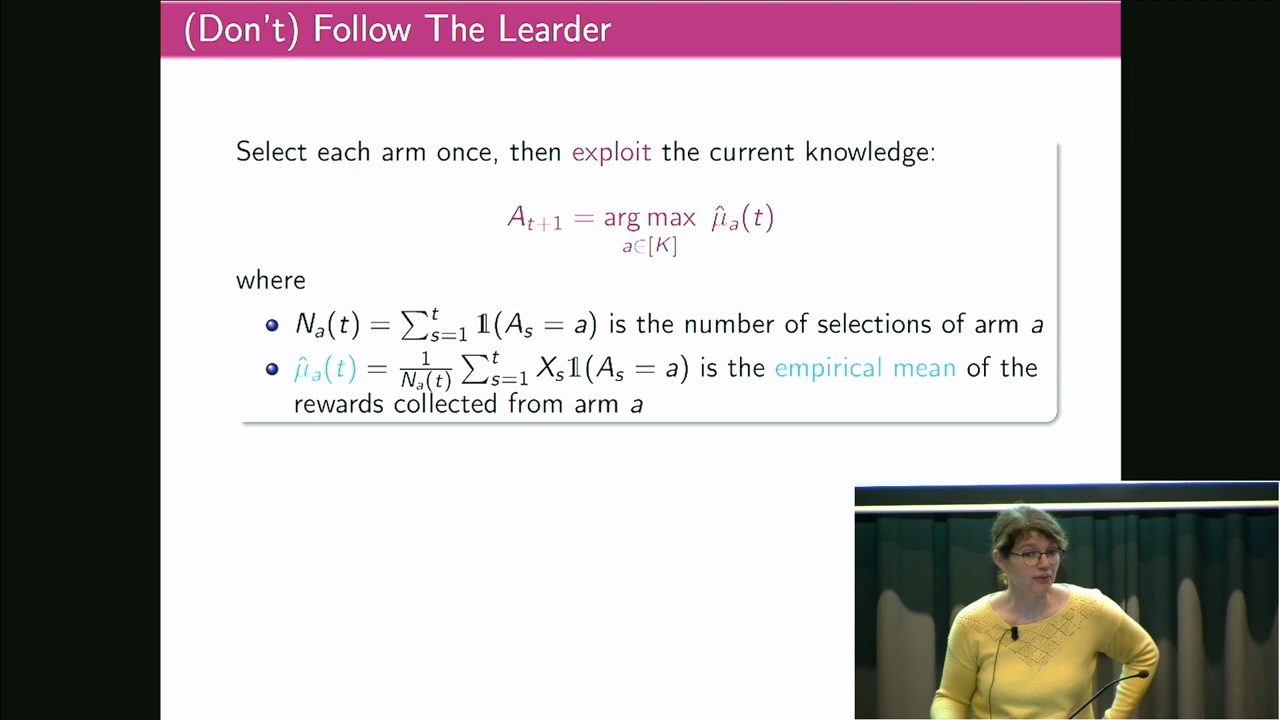 (Don't) Follow The Learder
Select each arm once, then exploit the current knowledge:
A_{t+1} = arg max_{a∈[K]} μ̂_a(t)
where
N_a(t) = ∑_{s=1}^{t} 𝟙(A_s = a) is the number of selections of arm a
μ̂_a(t) = 1/N_a(t) ∑_{s=1}^{t} X_s𝟙(A_s = a) is the empirical mean of the
rewards collected from arm a